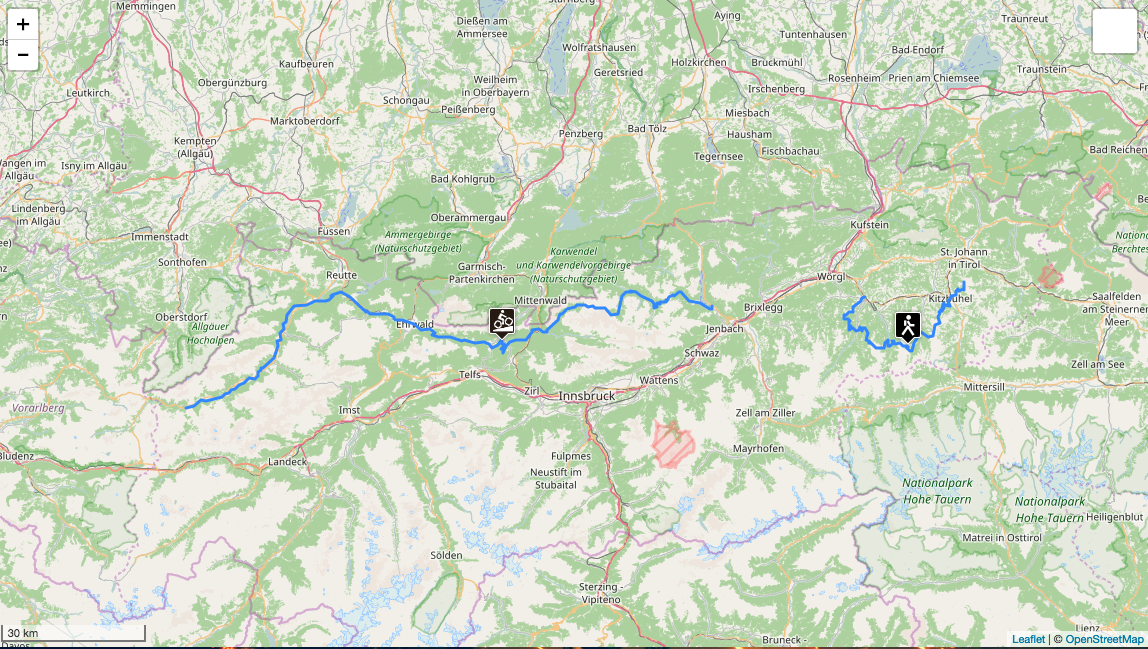 Memmingen
Dießen am
Ammersee
Aying
Traunreut
+
−
Wolfratshausen
Tuntenhausen
Bad Endorf
Kaufbeuren
Holzkirchen
Bruckmühl
Geretsried
Rosenheim
Prien am Chiemsee
Traunstein
Obergünzburg
Weilheim
in Oberbayern
Irschenberg
Leutkirch
Schongau
Peißenberg
Miesbach
Marktoberdorf
Penzberg
Bad Tölz
Hausham
Kempten
(Allgäu)
Tegernsee
Fischbachau
Bad Reichen
Isny im Allgäu
Allgäu
Bad Kohlgrub
Lindenberg
im Allgäu
Oberammergau
Kufstein
Füssen
Immenstadt
Ammergebirge
(Naturschutzgebiet)
Nation
Berchtes
Karwendel
und Karwendelvorgebirge
(Naturschutzgebiet)
St. Johann
in Tirol
Sonthofen
Garmisch-
Partenkirchen
Reutte
Wörgl
Mittenwald
Kitzbühel
Saalfelden
am Steinernen
Meer
Brixlegg
Oberstdorf
Allgäuer
Hochalpen
Ehrwald
Jenbach
Schwaz
Zell am See
Telfs
Wattens
Mittersill
Zirl
Innsbruck
Vorarlberg
Imst
Zell am Ziller
Mayrhofen
Bludenz
Landeck
Fulpmes
Neustift im
Stubaital
Nationalpark
Hohe Tauern
Nationalpark
Hohe Tauern
Heiligenblut
Matrei in Osttirol
Sölden
Sterzing -
Vipiteno
Lienz
30 km
Bruneck -
Leaflet | © OpenStreetMap